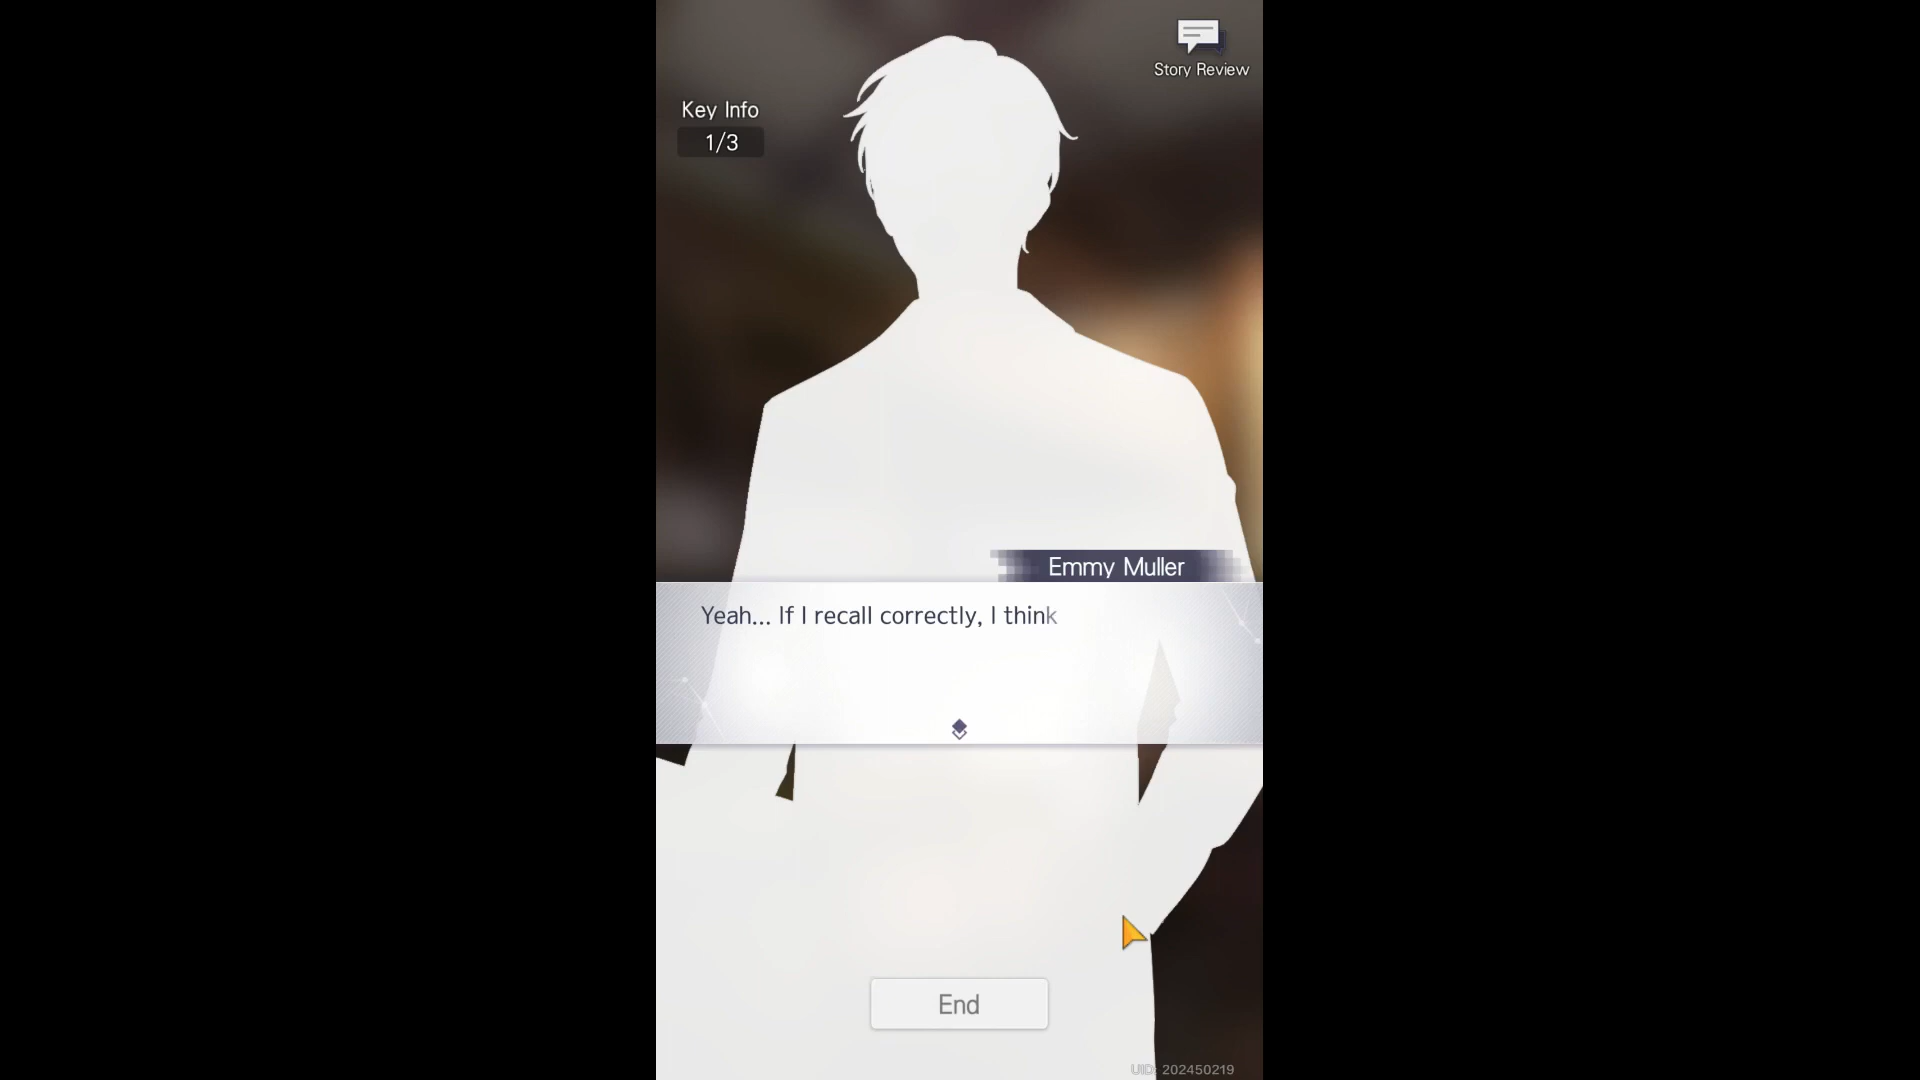 Story Review
Key Info
1/3
Emmy Muller
Yeah... If I recall correctly, I think
End
UID: 202450219